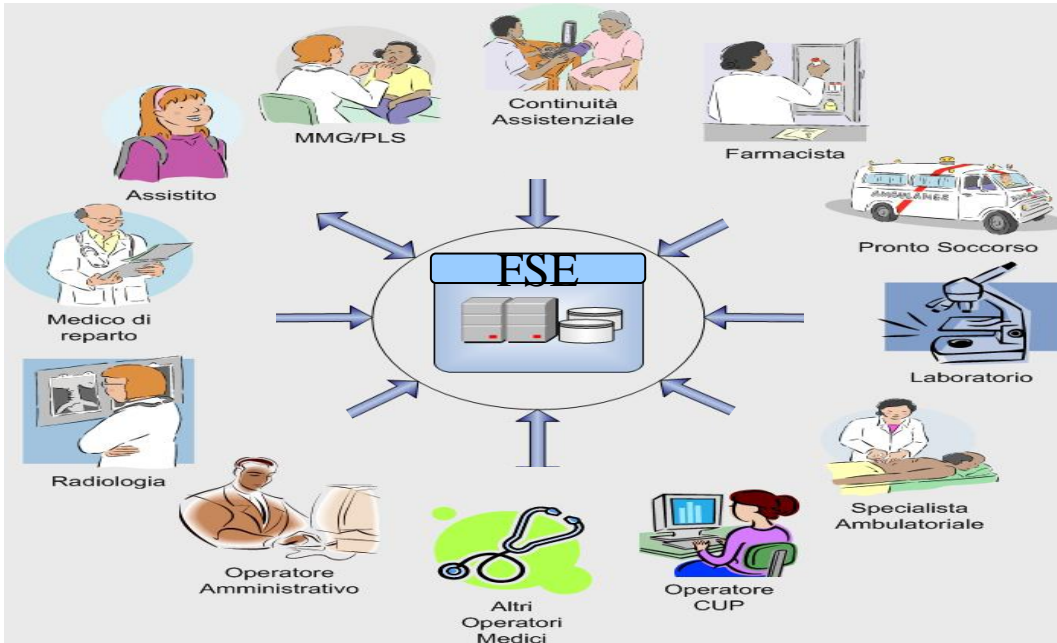 Continuità
Assistenziale
MMG/PLS
Farmacista
Assistito
AMBULANCE
Pronto Soccorso
FSE
Medico di
reparto
Laboratorio
Radiologia
Specialista
Ambulatoriale
Operatore
Amministrativo
Operatore
CUP
Altri
Operatori
Medici